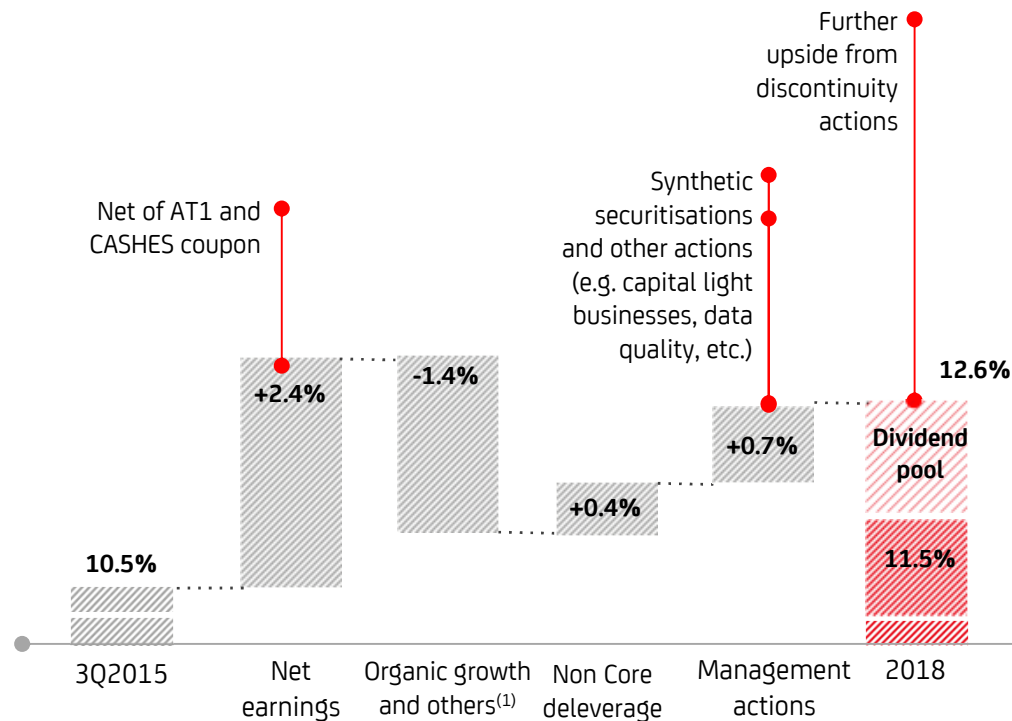 Further
upside from
discontinuity
actions
Synthetic
securitisations
and other actions
(e.g. capital light
businesses, data
quality, etc.)
Net of AT1 and
CASHES coupon
12.6%
+2.4%
-1.4%
Dividend
pool
+0.7%
+0.4%
10.5%
11.5%
3Q2015
Net
earnings
Organic growth
and others(1)
Non Core
deleverage
Management
actions
2018